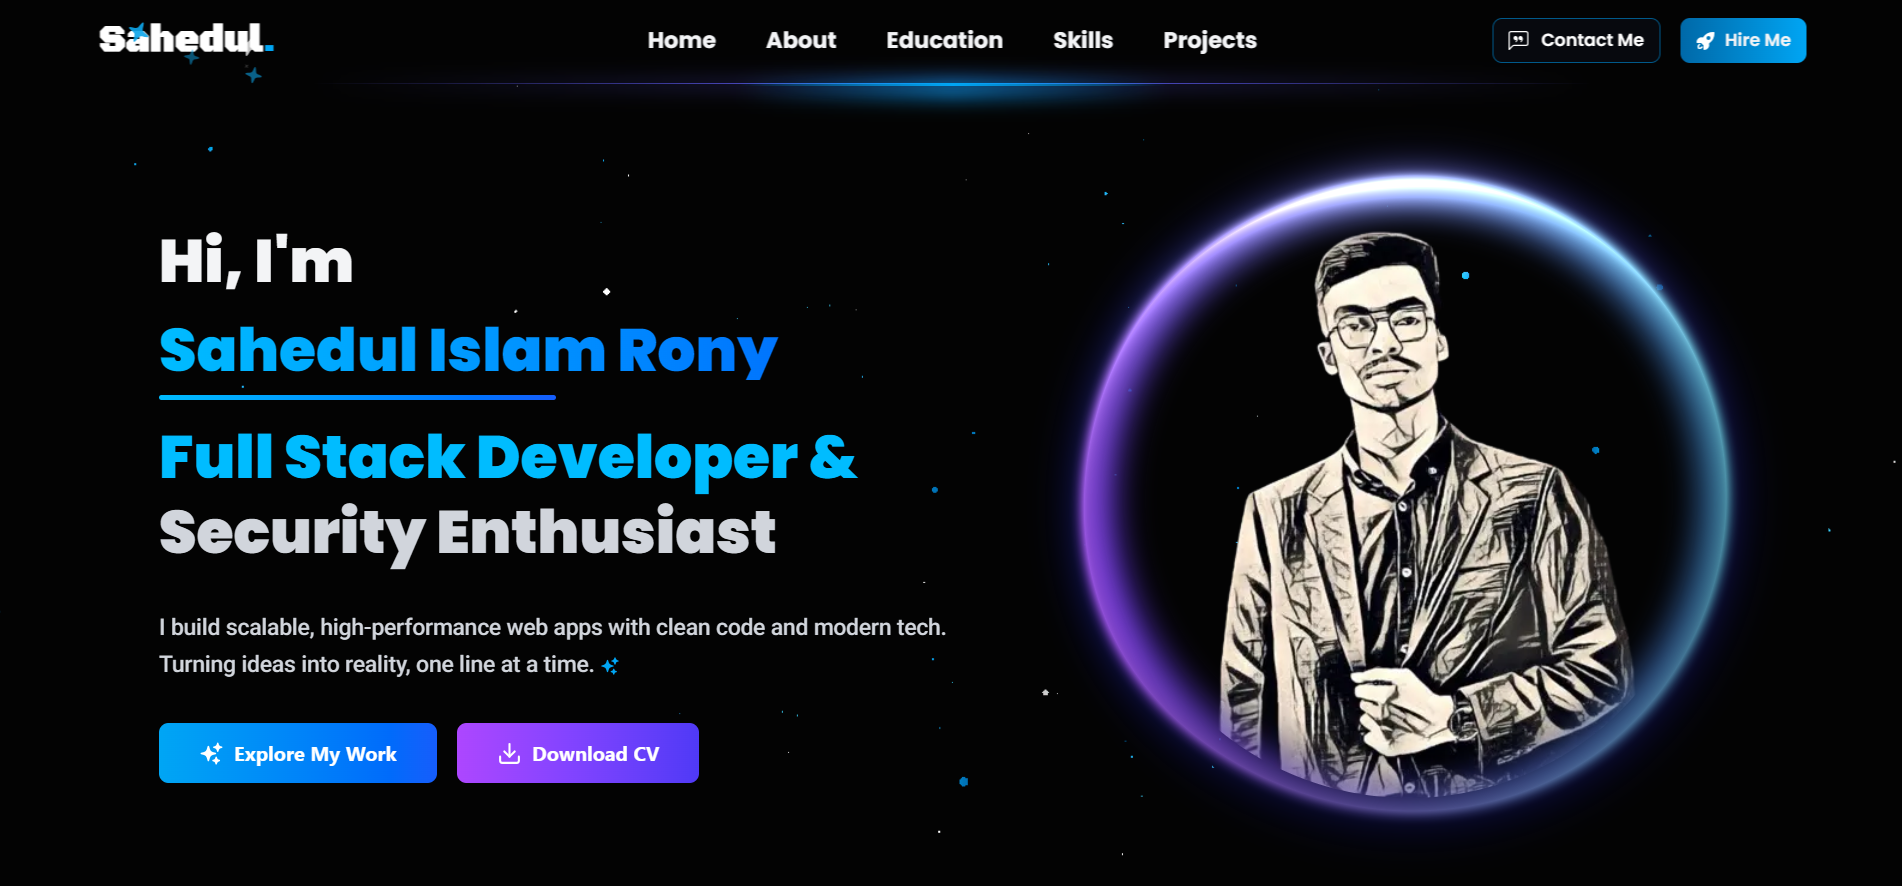 Sahedul.
Home
About
Education
Skills
Projects
Contact Me
Hire Me
Hi, I'm
Sahedul Islam Rony
Full Stack Developer &
Security Enthusiast
I build scalable, high-performance web apps with clean code and modern tech.
Turning ideas into reality, one line at a time.
Explore My Work
Download CV